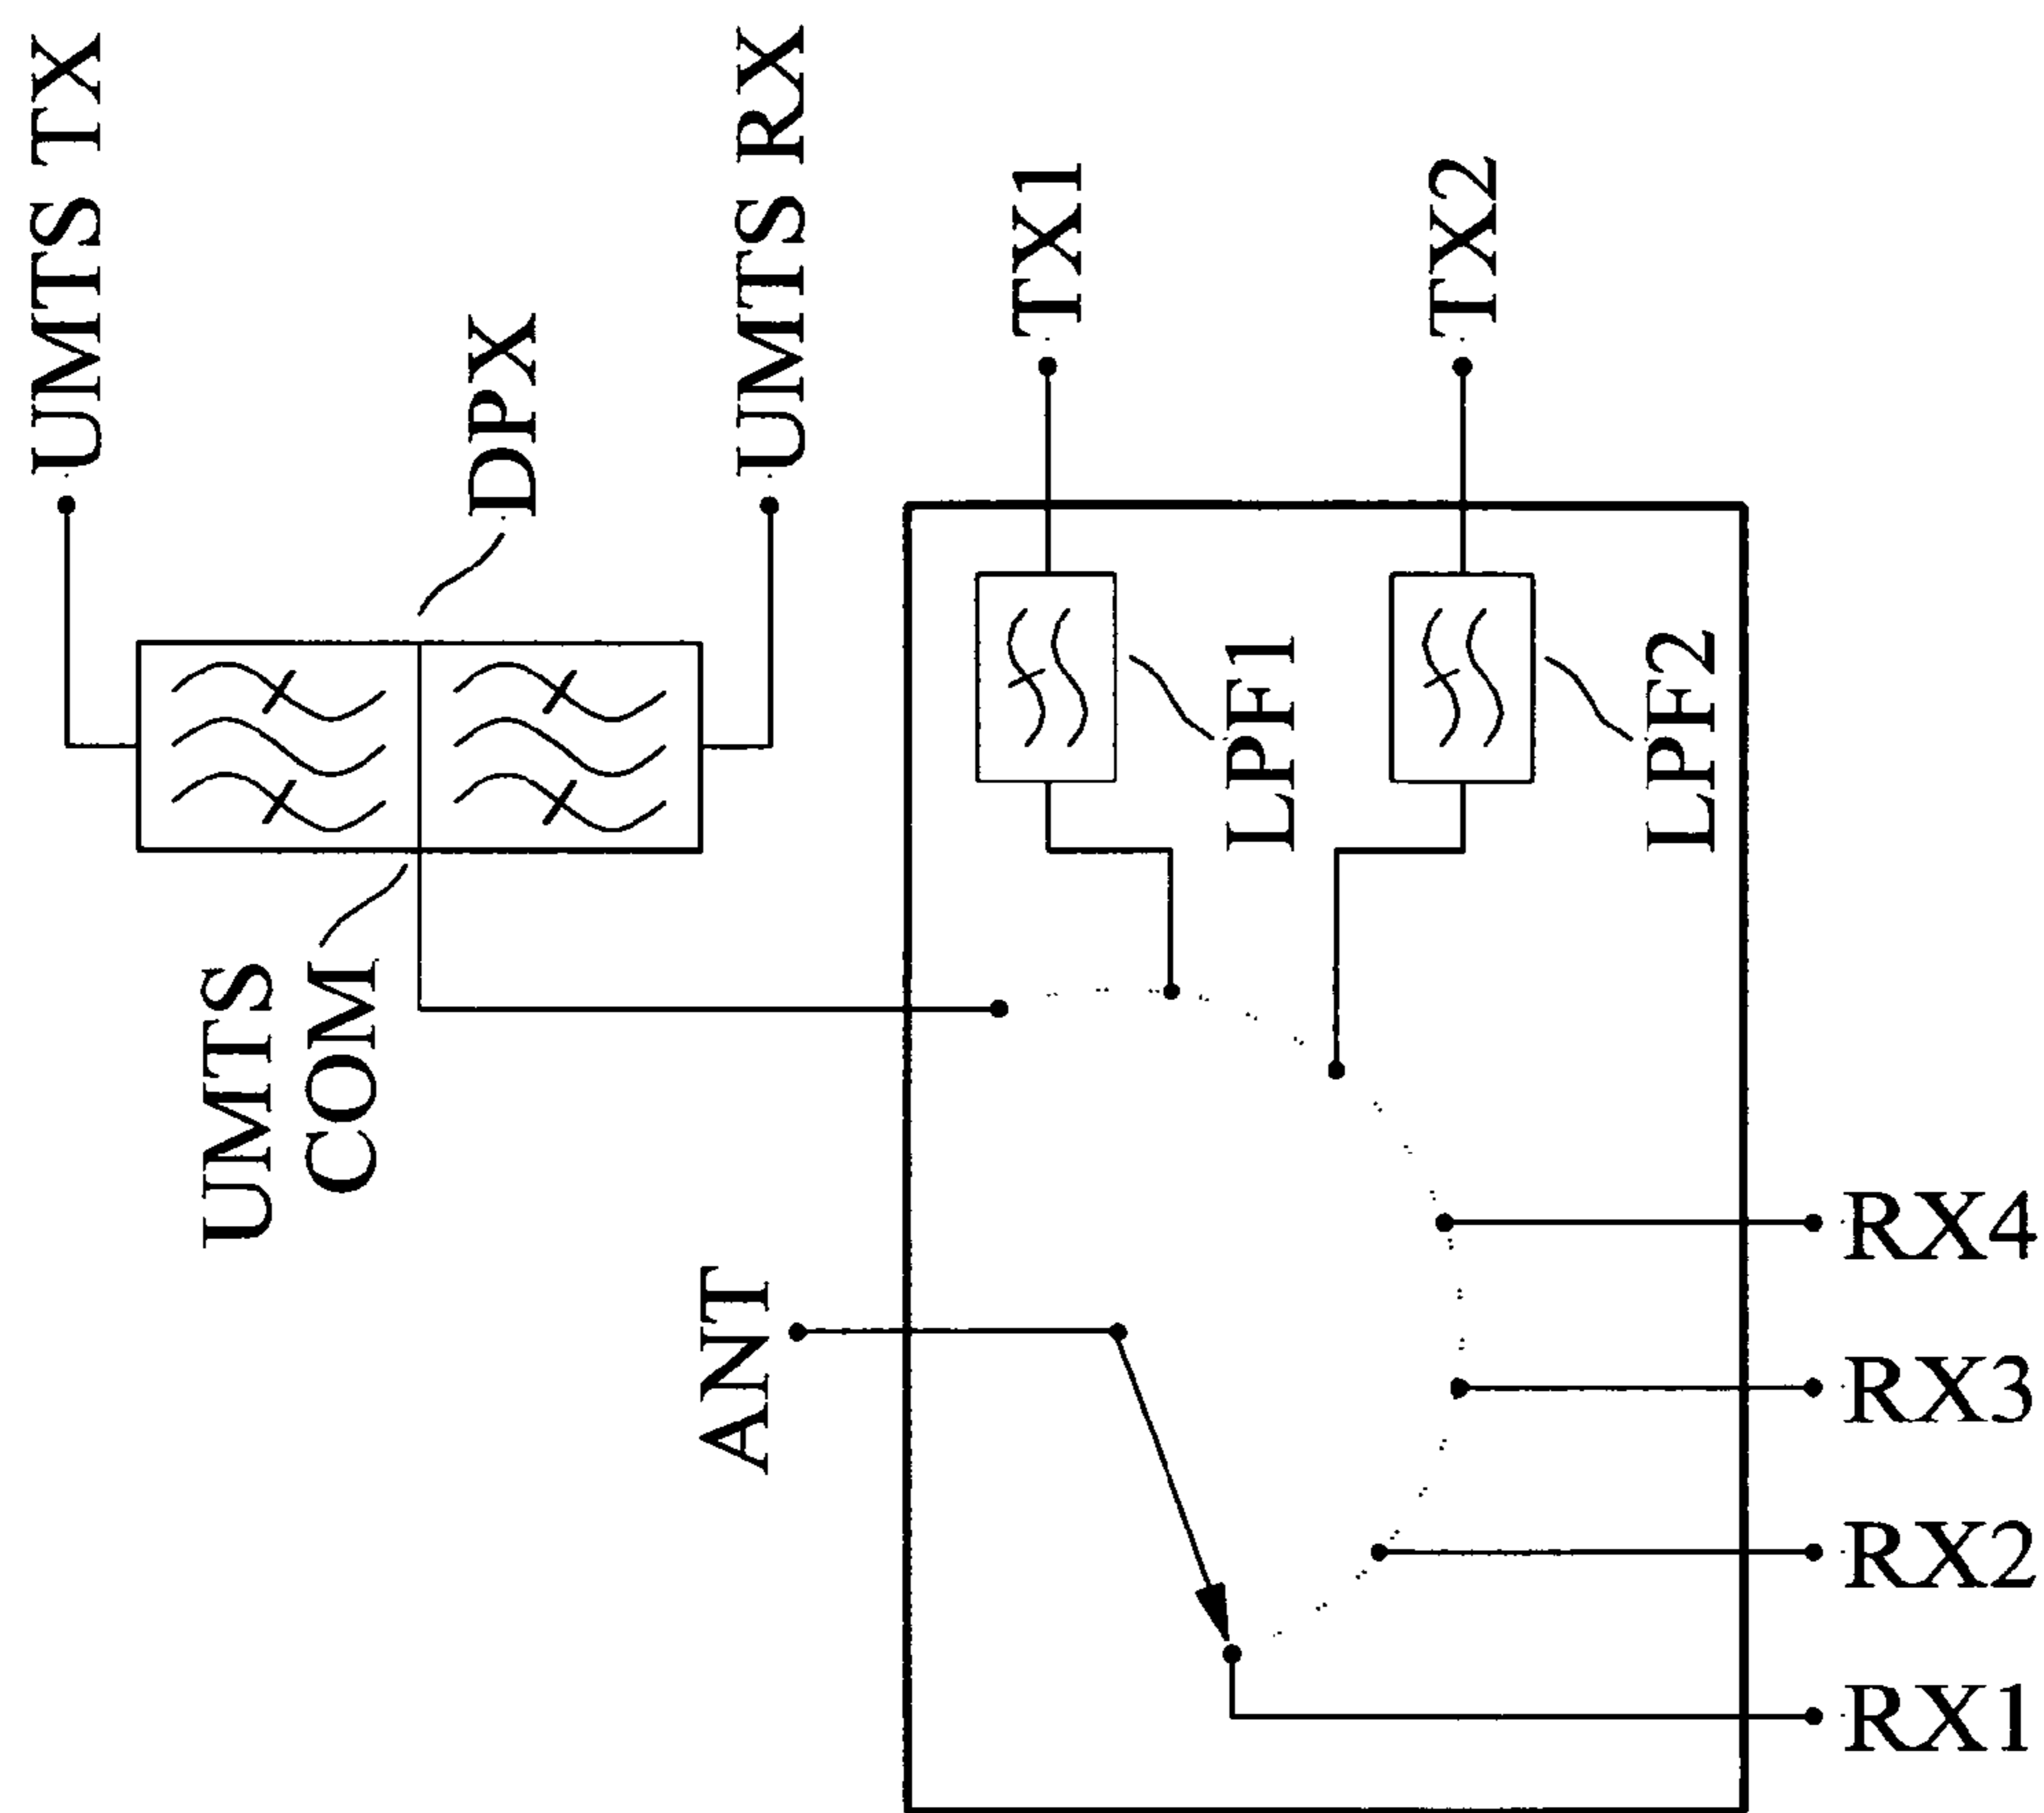 UMTS TX
DPX
UMTS RX
TX1
TX2
LPF1
LPF2
UMTS
COM
ANT
RX4
RX3
RX2
RX1